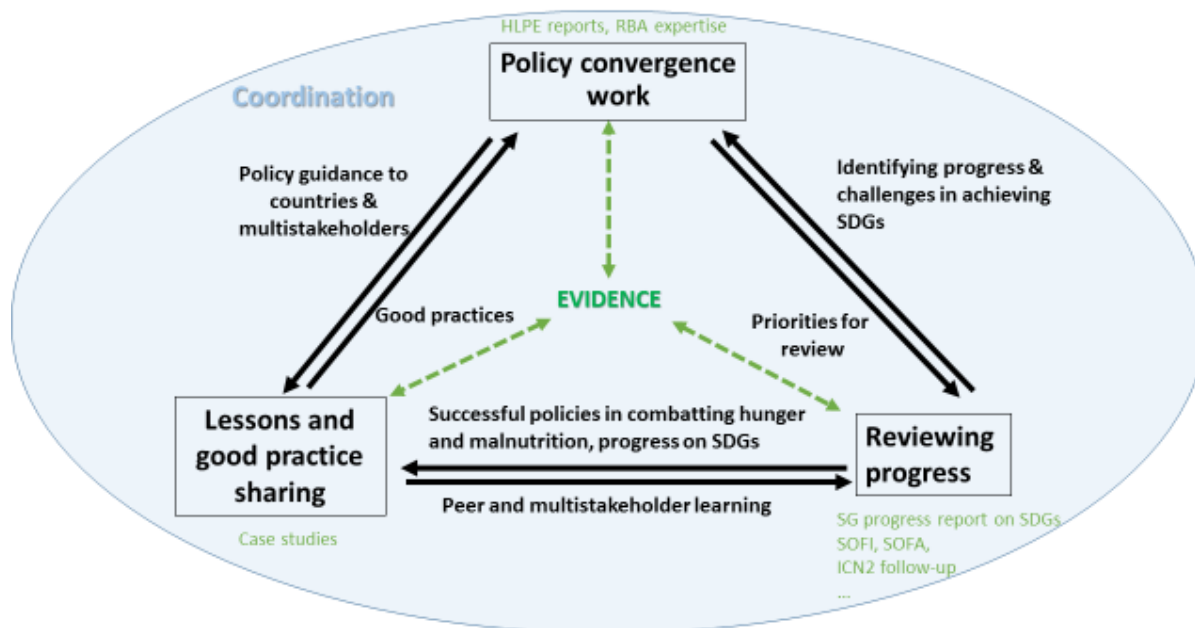 HLPE reports, RBA expertise
Policy convergence
work
Coordination
Policy guidance to
countries &
multistakeholders
Identifying progress &
challenges in achieving
SDGs
EVIDENCE
Good practices
Priorities for
review
Lessons and
good practice
sharing
Successful policies in combatting hunger
and malnutrition, progress on SDGs
Reviewing
progress
Peer and multistakeholder learning
Case studies
SG progress report on SDGs
SOFI, SOFA,
ICN2 follow-up
...